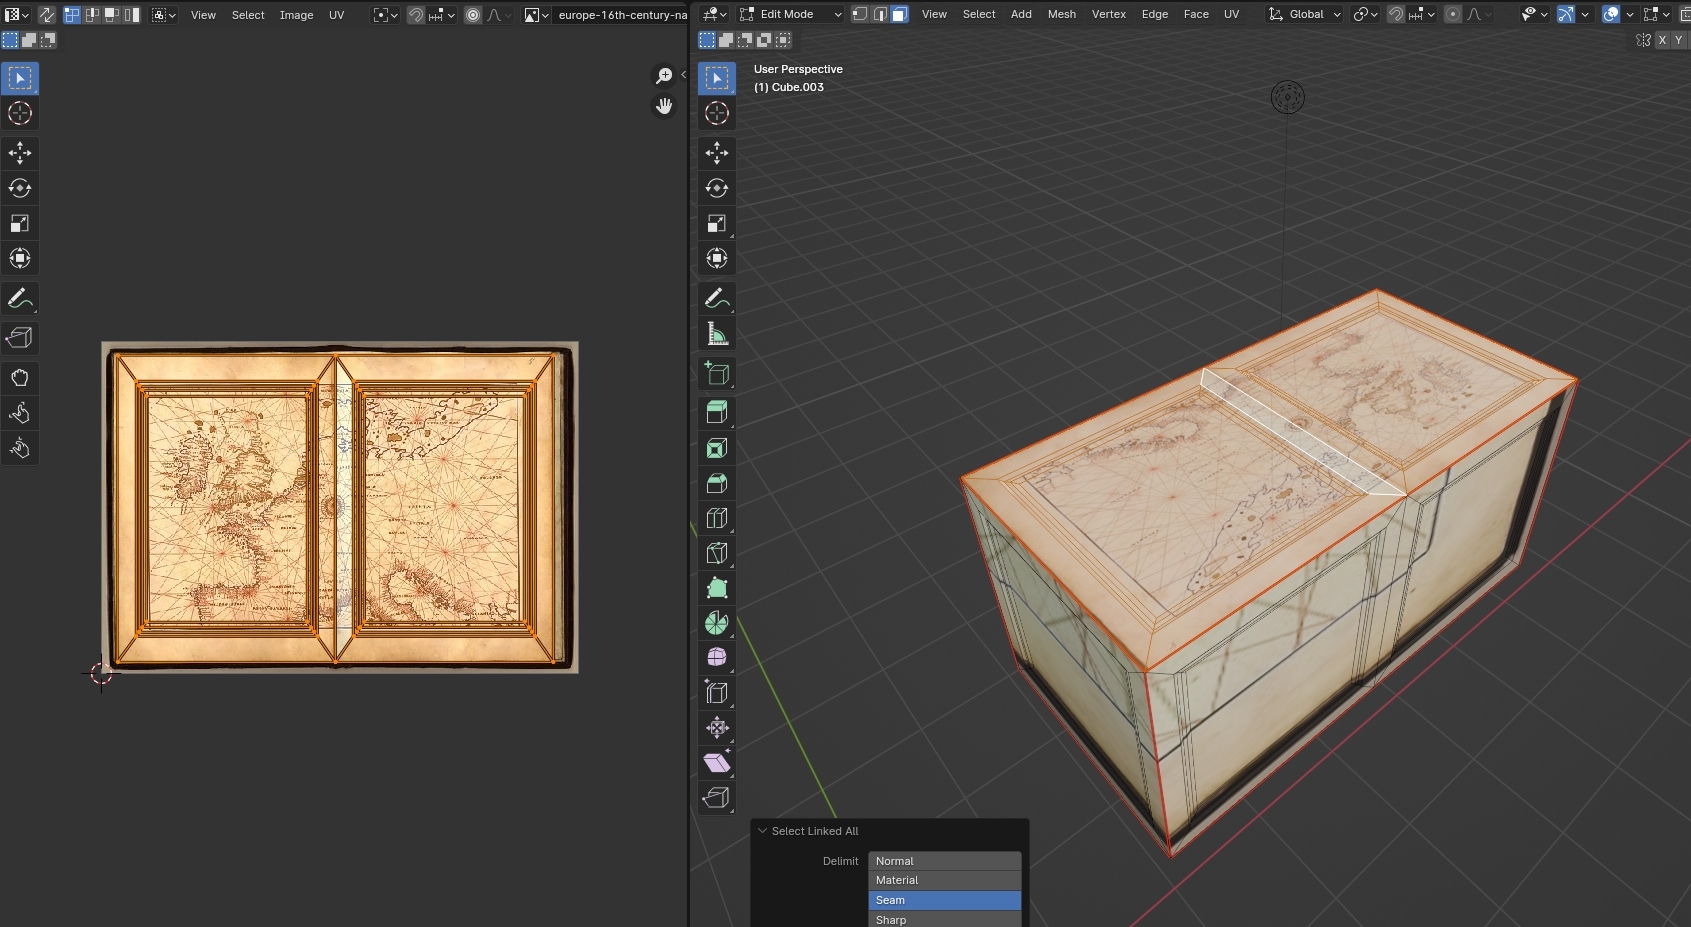 View Select Image UV europe-16th-century-na
Edit Mode View Select Add Mesh Vertex Edge Face UV Global
X Y
User Perspective
(1) Cube.003
Select Linked All
Delimit Normal
Material
Seam
Sharp